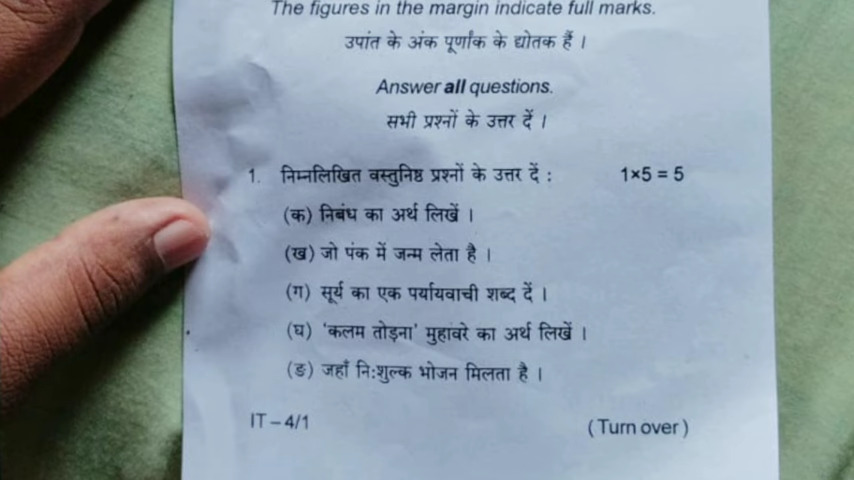 The figures in the margin indicate full marks.
उपांत के अंक पूर्णांक के द्योतक हैं ।
Answer all questions.
सभी प्रश्नों के उत्तर दें ।
1. निम्नलिखित वस्तुनिष्ठ प्रश्नों के उत्तर दें : 1×5 = 5
(क) निबंध का अर्थ लिखें ।
(ख) जो पंक में जन्म लेता है ।
(ग) सूर्य का एक पर्यायवाची शब्द दें ।
(घ) 'कलम तोड़ना' मुहावरे का अर्थ लिखें ।
(ङ) जहाँ नि:शुल्क भोजन मिलता है ।
IT – 4/1 (Turn over)